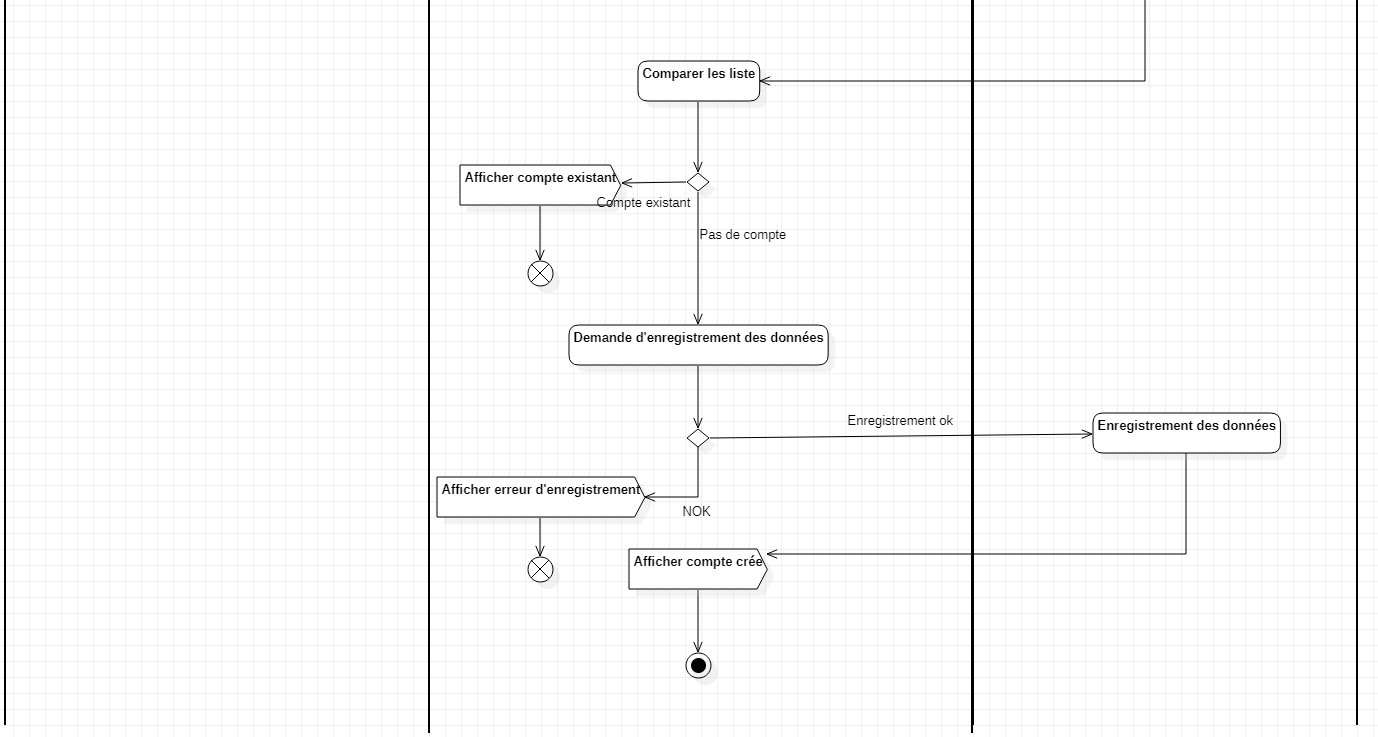 Comparer les liste
Afficher compte existant
Compte existant
Pas de compte
Demande d'enregistrement des données
Enregistrement ok
Enregistrement des données
Afficher erreur d'enregistrement
NOK
Afficher compte crée